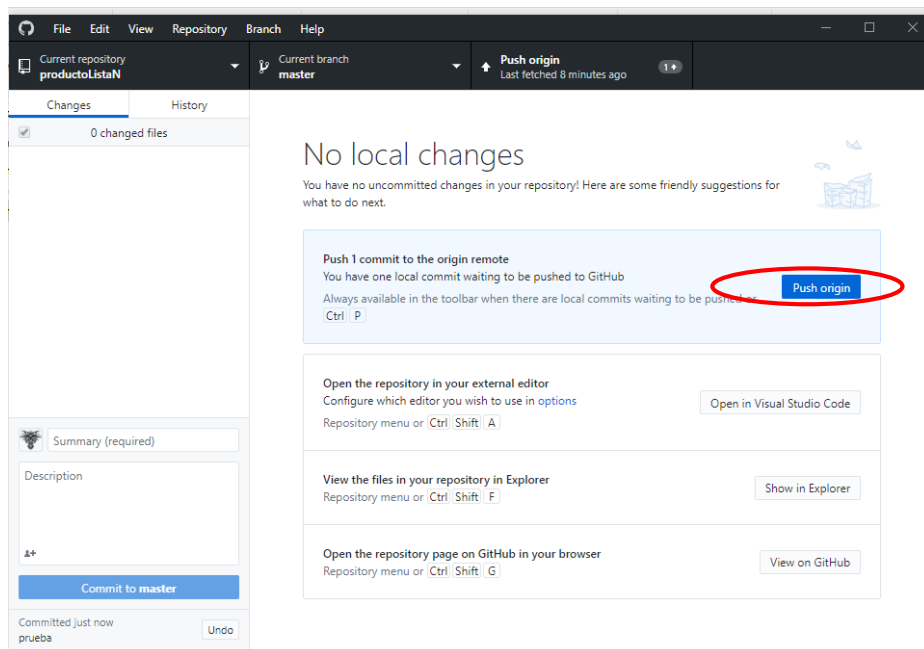 File Edit View Repository Branch Help
Current repository
productoListaN
Current branch
master
Push origin
Last fetched 8 minutes ago
1
Changes History
0 changed files
No local changes
You have no uncommitted changes in your repository! Here are some friendly suggestions for
what to do next.
Push 1 commit to the origin remote
You have one local commit waiting to be pushed to GitHub
Always available in the toolbar when there are local commits waiting to be pushed or
Ctrl P
Push origin
Open the repository in your external editor
Configure which editor you wish to use in options
Repository menu or Ctrl Shift A
Open in Visual Studio Code
View the files in your repository in Explorer
Repository menu or Ctrl Shift F
Show in Explorer
Open the repository page on GitHub in your browser
Repository menu or Ctrl Shift G
View on GitHub
Summary (required)
Description
Commit to master
Committed just now
prueba
Undo